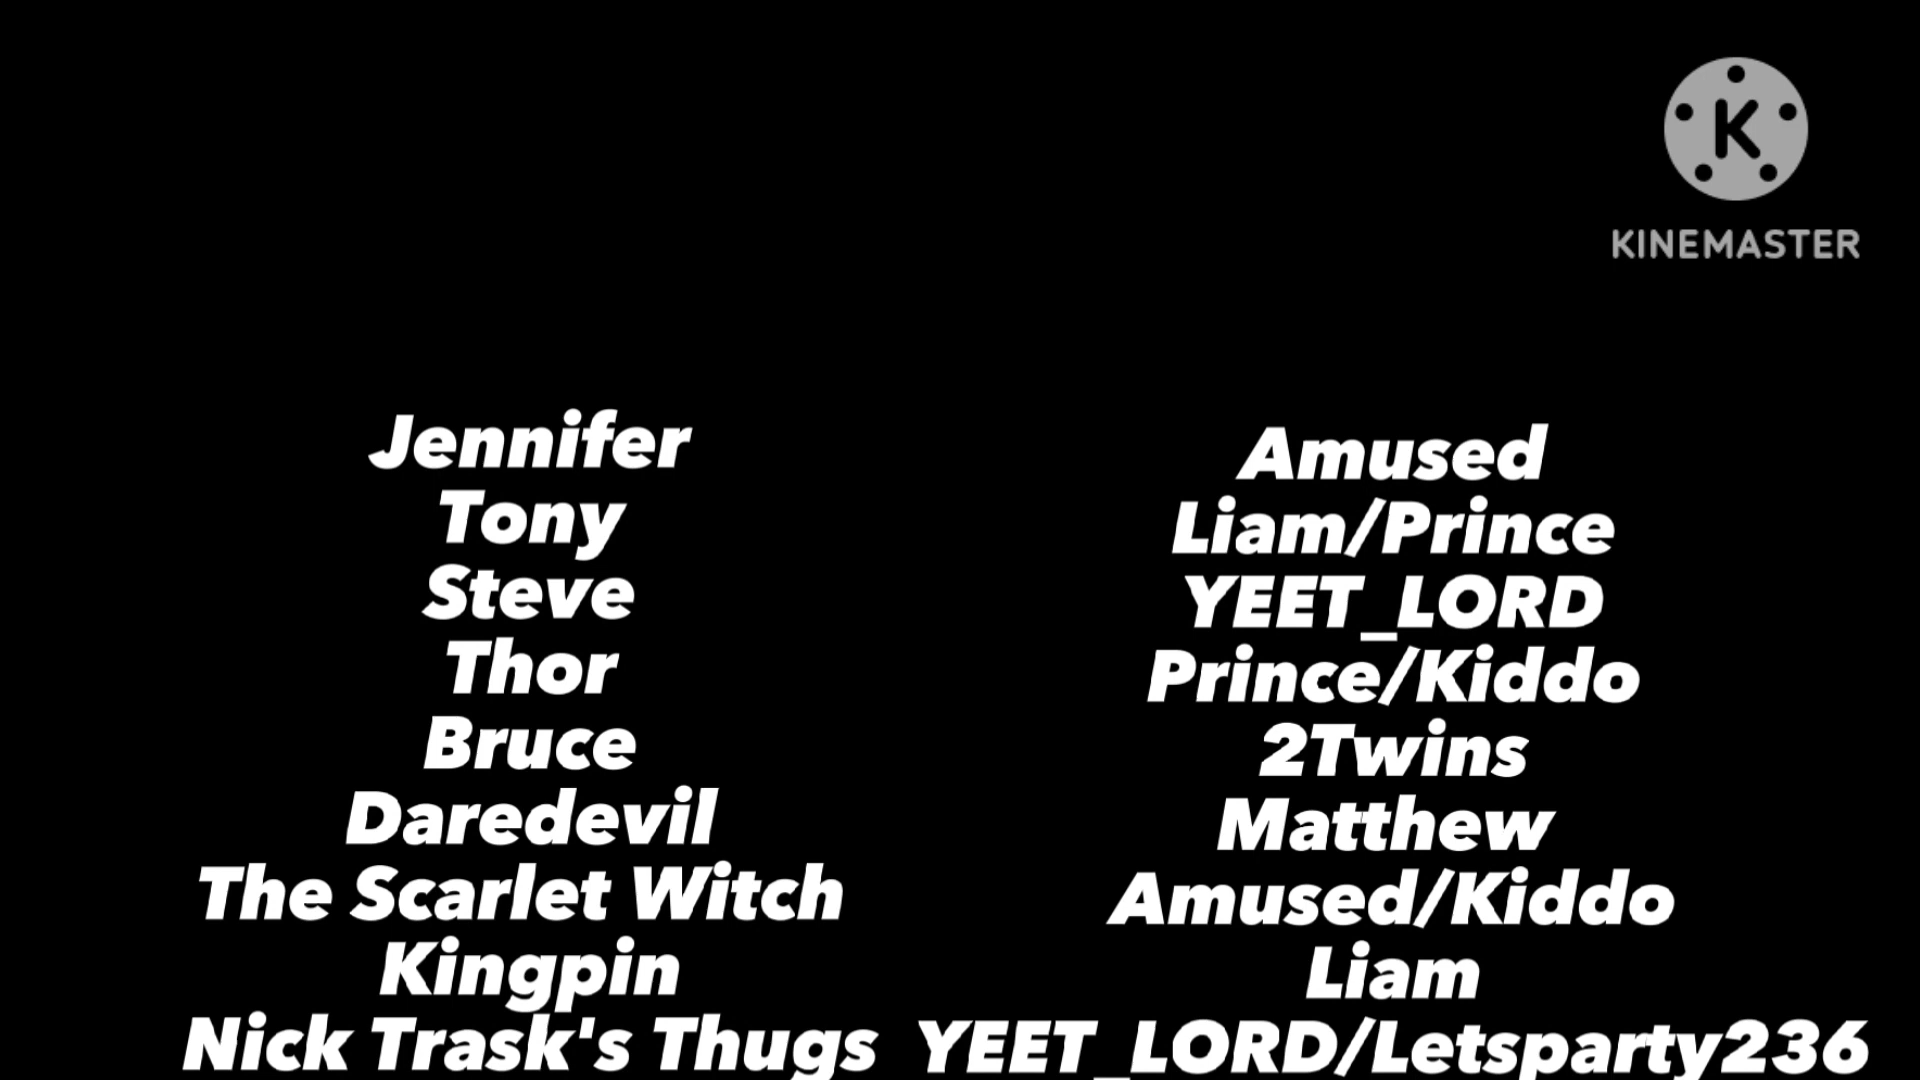 K
KINEMASTER
Jennifer Amused
Tony Liam/Prince
Steve YEET_LORD
Thor Prince/Kiddo
Bruce 2Twins
Daredevil Matthew
The Scarlet Witch Amused/Kiddo
Kingpin Liam
Nick Trask's Thugs YEET_LORD/Letsparty236